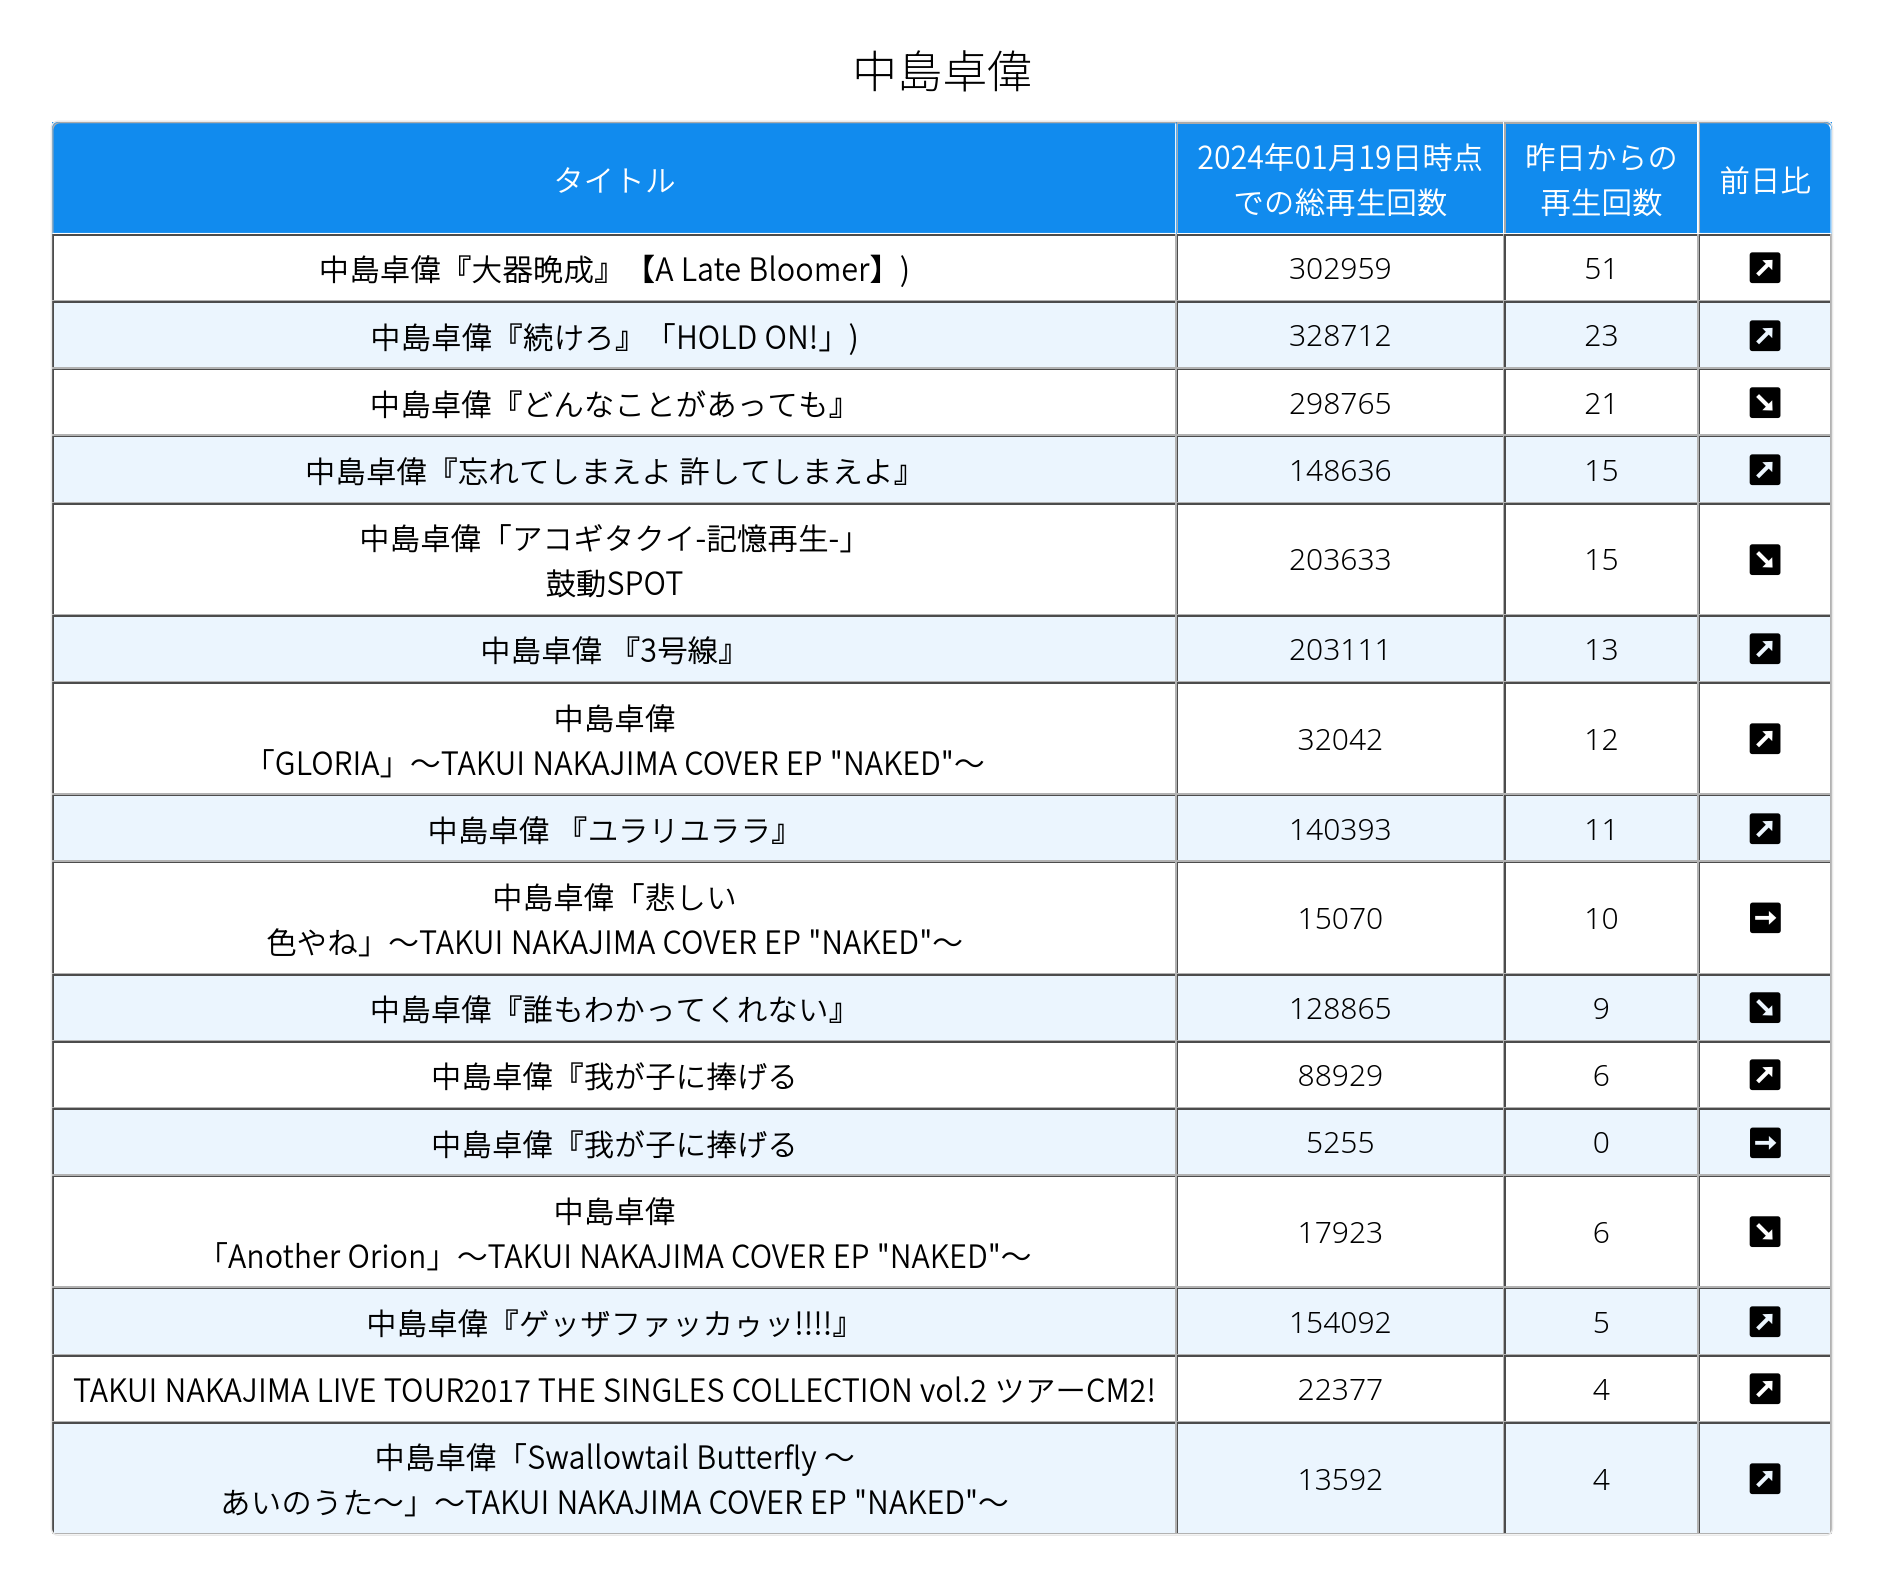 中島卓偉
タイトル
2024年01月19日時点
での総再生回数
昨日からの
再生回数
前日比
中島卓偉『大器晩成』【A Late Bloomer】)
302959
51
中島卓偉『続けろ』「HOLD ON!」)
328712
23
中島卓偉『どんなことがあっても』
298765
21
中島卓偉『忘れてしまえよ 許してしまえよ』
148636
15
中島卓偉「アコギタクイ-記憶再生-」
鼓動SPOT
203633
15
中島卓偉 『3号線』
203111
13
中島卓偉
「GLORIA」～TAKUI NAKAJIMA COVER EP "NAKED"～
32042
12
中島卓偉 『ユラリユララ』
140393
11
中島卓偉「悲しい
色やね」～TAKUI NAKAJIMA COVER EP "NAKED"～
15070
10
中島卓偉『誰もわかってくれない』
128865
9
中島卓偉『我が子に捧げる
88929
6
中島卓偉『我が子に捧げる
5255
0
中島卓偉
「Another Orion」～TAKUI NAKAJIMA COVER EP "NAKED"～
17923
6
中島卓偉『ゲッザファッカゥッ!!!!』
154092
5
TAKUI NAKAJIMA LIVE TOUR2017 THE SINGLES COLLECTION vol.2 ツアーCM2!
22377
4
中島卓偉「Swallowtail Butterfly ～
あいのうた～」～TAKUI NAKAJIMA COVER EP "NAKED"～
13592
4